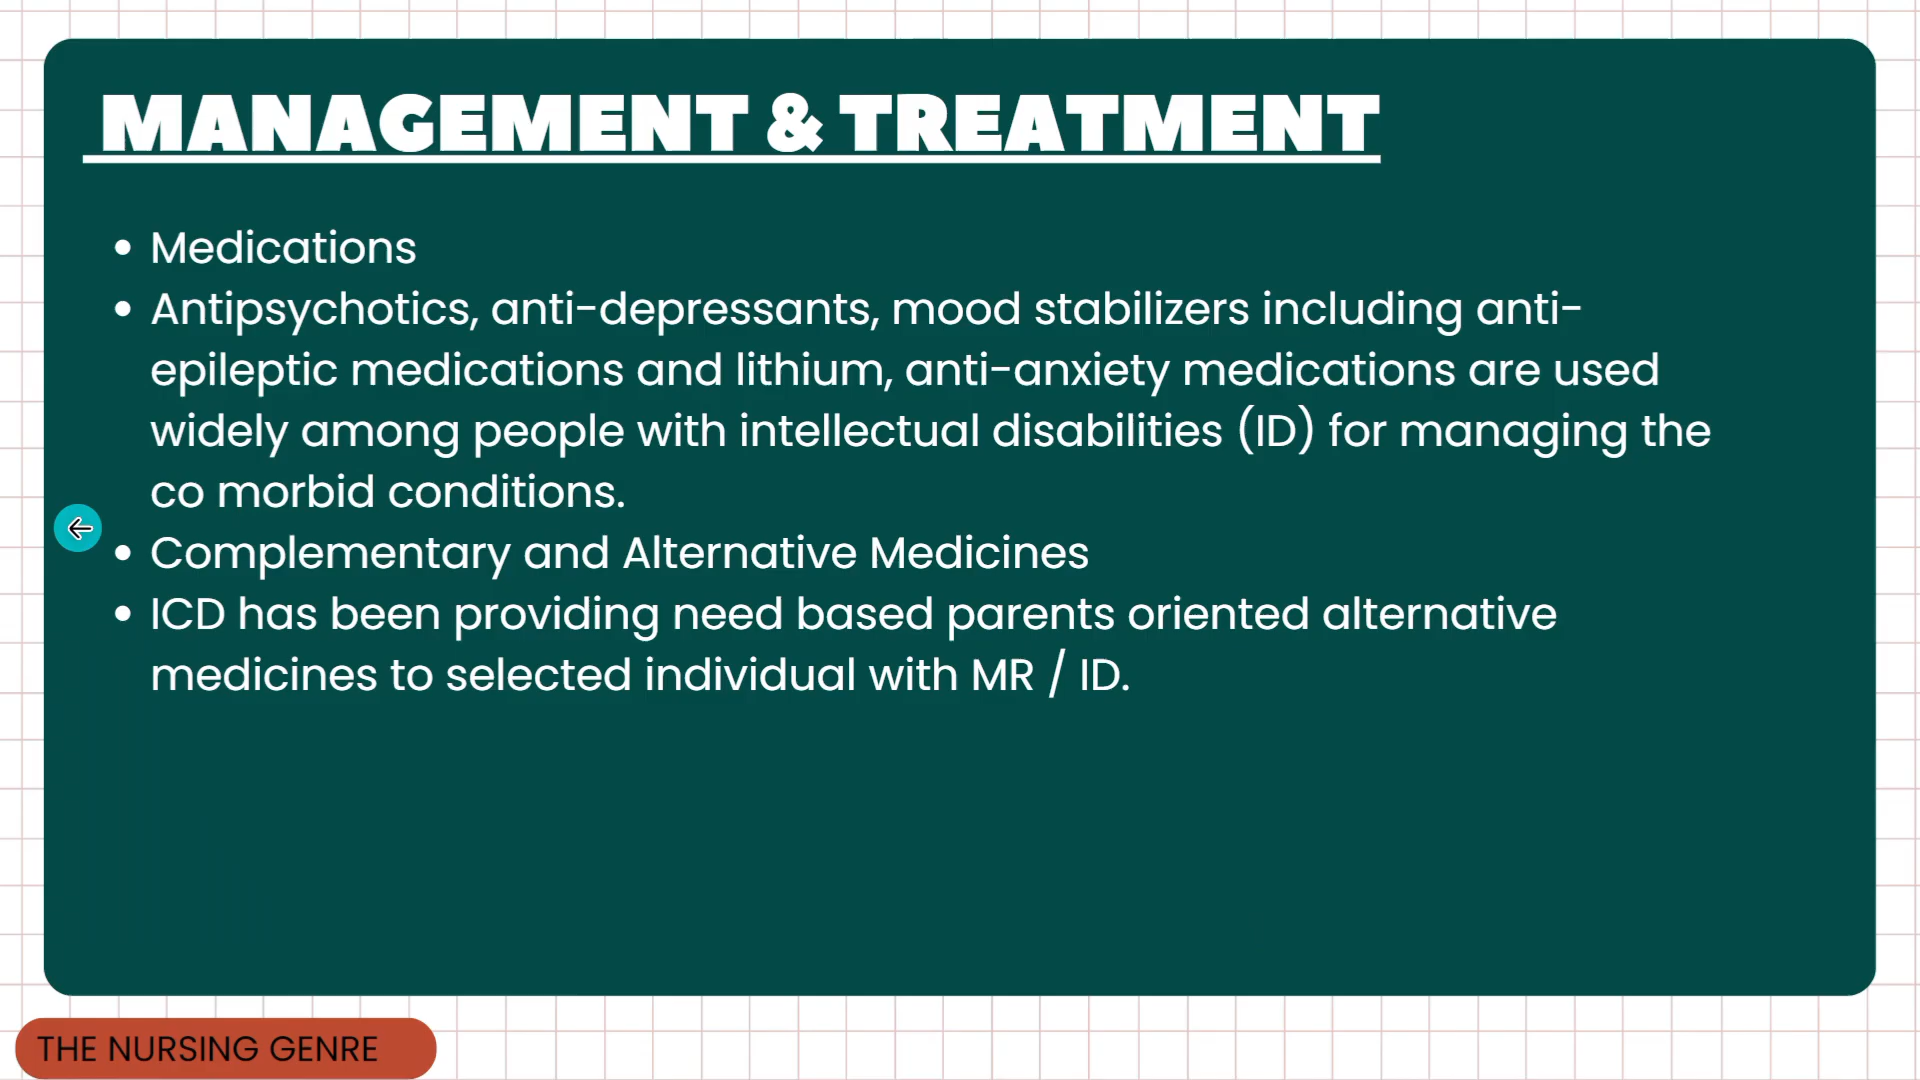 MANAGEMENT & TREATMENT
• Medications
• Antipsychotics, anti-depressants, mood stabilizers including anti-
epileptic medications and lithium, anti-anxiety medications are used
widely among people with intellectual disabilities (ID) for managing the
co morbid conditions.
• Complementary and Alternative Medicines
• ICD has been providing need based parents oriented alternative
medicines to selected individual with MR / ID.
THE NURSING GENRE